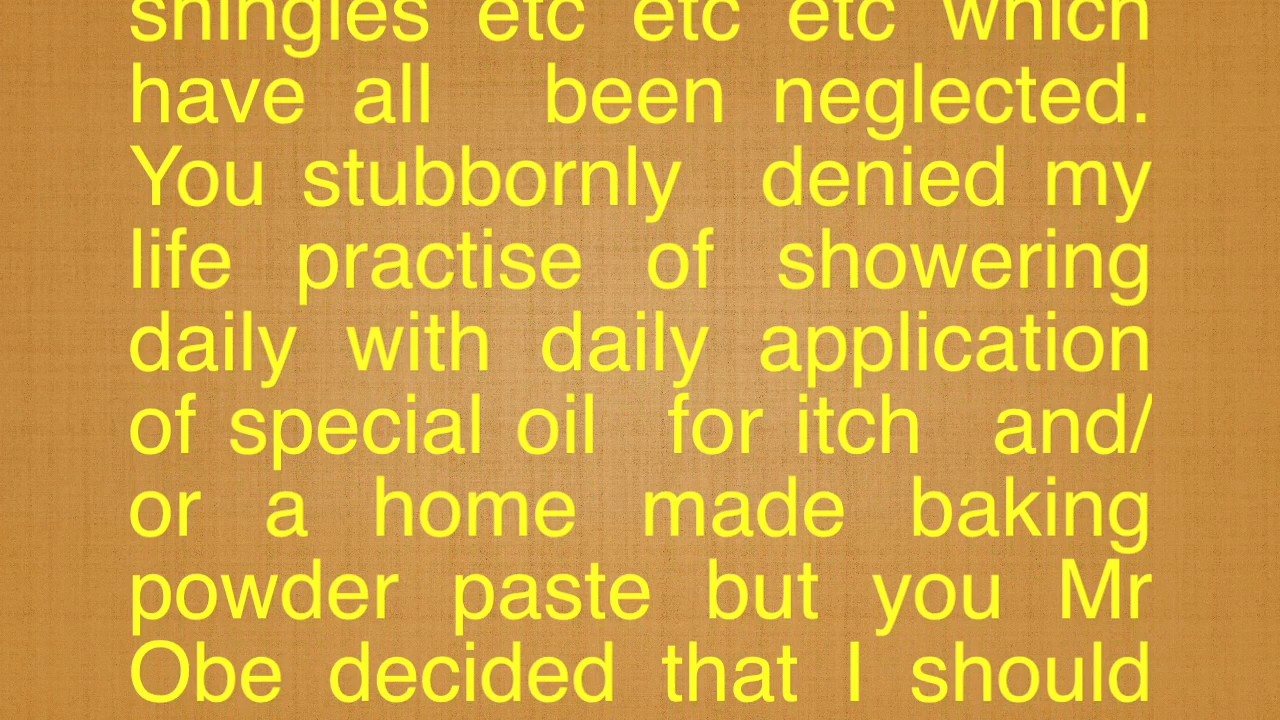 shingles etc etc etc which
have all been neglected.
You stubbornly denied my
life practise of showering
daily with daily application
of special oil for itch and/
or a home made baking
powder paste but you Mr
Obe decided that I should